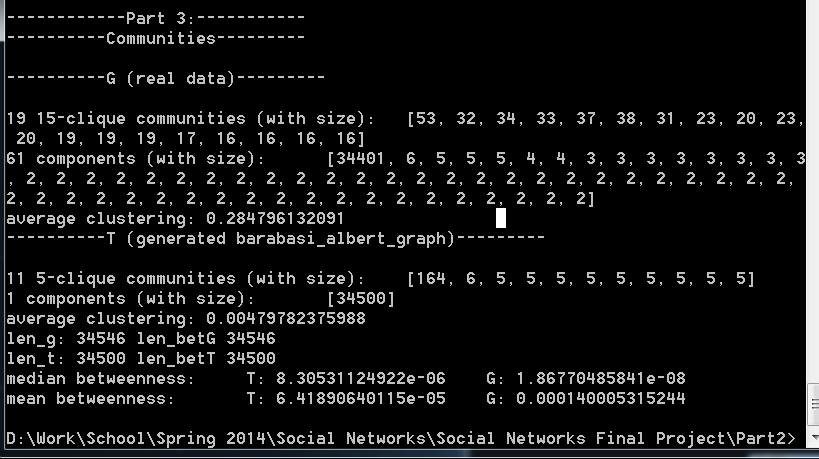 ------------Part 3:-----------
----------Communities---------
----------G (real data)---------
19 15-clique communities (with size):   [53, 32, 34, 33, 37, 38, 31, 23, 20, 23,
 20, 19, 19, 19, 17, 16, 16, 16, 16]
61 components (with size):       [34401, 6, 5, 5, 5, 4, 4, 3, 3, 3, 3, 3, 3, 3, 3
, 2, 2, 2, 2, 2, 2, 2, 2, 2, 2, 2, 2, 2, 2, 2, 2, 2, 2, 2, 2, 2, 2, 2, 2, 2, 2,
2, 2, 2, 2, 2, 2, 2, 2, 2, 2, 2, 2, 2, 2, 2, 2, 2, 2, 2, 2]
average clustering: 0.284796132091
----------T (generated barabasi_albert_graph)---------
11 5-clique communities (with size):    [164, 6, 5, 5, 5, 5, 5, 5, 5, 5, 5]
1 components (with size):       [34500]
average clustering: 0.00479782375988
len_g: 34546 len_betG 34546
len_t: 34500 len_betT 34500
median betweenness:     T: 8.30531124922e-06    G: 1.86770485841e-08
mean betweenness:       T: 6.41890640115e-05    G: 0.000140005315244
D:\Work\School\Spring 2014\Social Networks\Social Networks Final Project\Part2>